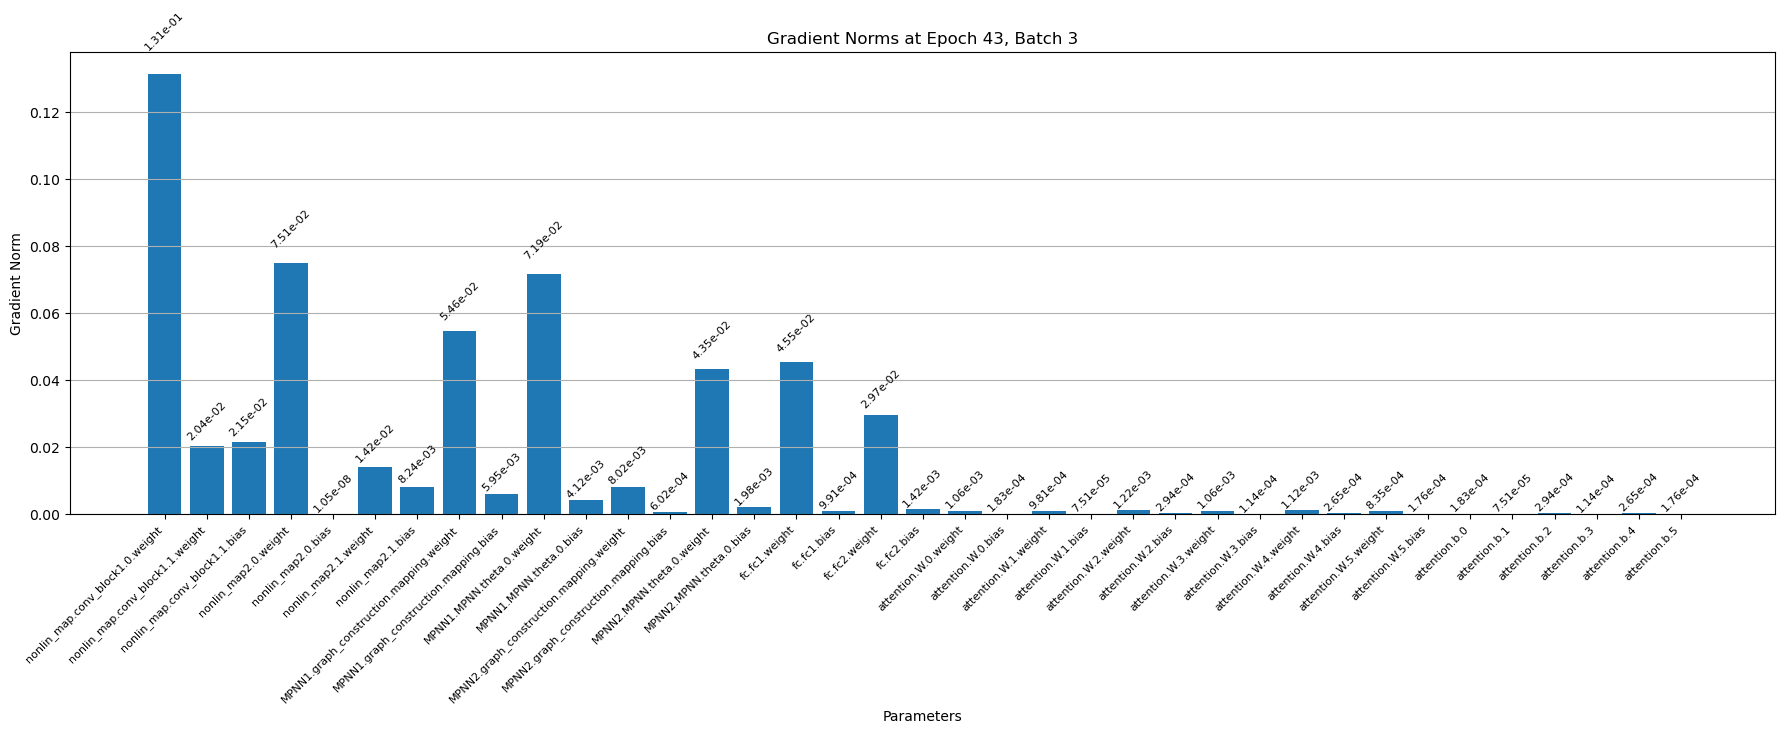 Gradient Norms at Epoch 43, Batch 3
Gradient Norm
0.12
0.10
0.08
0.06
0.04
0.02
0.00
1.31e-01
2.04e-02
2.15e-02
7.51e-02
1.05e-08
1.42e-02
8.24e-03
5.46e-02
5.95e-03
7.19e-02
4.12e-03
8.02e-03
6.02e-04
4.35e-02
1.98e-03
4.55e-02
9.91e-04
2.97e-02
1.42e-03
1.06e-03
1.83e-04
9.81e-04
7.51e-05
1.22e-03
2.94e-04
1.06e-03
1.14e-04
1.12e-03
2.65e-04
8.35e-04
1.76e-04
1.83e-04
7.51e-05
2.94e-04
1.14e-04
2.65e-04
1.76e-04
nonlin_map.conv_block1.0.weight
nonlin_map.conv_block1.1.weight
nonlin_map.conv_block1.1.bias
nonlin_map2.0.weight
nonlin_map2.0.bias
nonlin_map2.1.weight
nonlin_map2.1.bias
MPNN1.graph_construction.mapping.weight
MPNN1.graph_construction.mapping.bias
MPNN1.MPNN.theta.0.weight
MPNN1.MPNN.theta.0.bias
MPNN2.graph_construction.mapping.weight
MPNN2.graph_construction.mapping.bias
MPNN2.MPNN.theta.0.weight
MPNN2.MPNN.theta.0.bias
fc.fc1.weight
fc.fc1.bias
fc.fc2.weight
fc.fc2.bias
attention.W.0.weight
attention.W.0.bias
attention.W.1.weight
attention.W.1.bias
attention.W.2.weight
attention.W.2.bias
attention.W.3.weight
attention.W.3.bias
attention.W.4.weight
attention.W.4.bias
attention.W.5.weight
attention.W.5.bias
attention.b.0
attention.b.1
attention.b.2
attention.b.3
attention.b.4
attention.b.5
Parameters